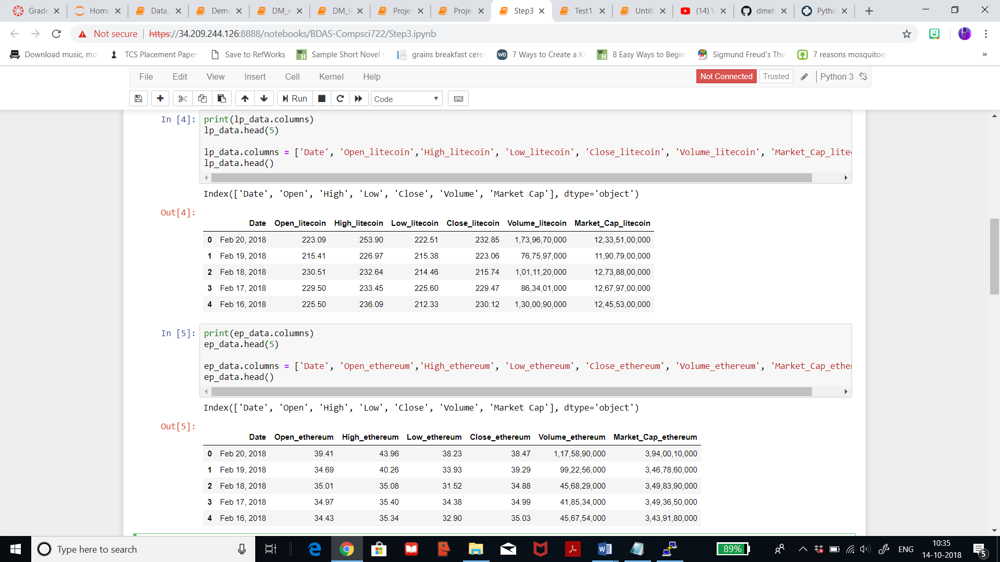 Grade
Home
Data_
Demo
DM_e
DM_li
Projec
Projec
Step3
Test1
Untitl
(14) V
dmeh
Pytho
Not secure
https://34.209.244.126:8888/notebooks/BDAS-Compsci722/Step3.ipynb
Download music, mo
TCS Placement Paper
Save to RefWorks
Sample Short Novel
grains breakfast cerea
7 Ways to Create a Ki
8 Easy Ways to Begin
Sigmund Freud's The
7 reasons mosquitoes
»
File Edit View Insert Cell Kernel Help
Not Connected Trusted Python 3
Run Code
In [4]: print(lp_data.columns)
lp_data.head(5)
lp_data.columns = ['Date', 'Open_litecoin','High_litecoin', 'Low_litecoin', 'Close_litecoin', 'Volume_litecoin', 'Market_Cap_lite
lp_data.head()
Index(['Date', 'Open', 'High', 'Low', 'Close', 'Volume', 'Market Cap'], dtype='object')
Out[4]:
Date Open_litecoin High_litecoin Low_litecoin Close_litecoin Volume_litecoin Market_Cap_litecoin
0 Feb 20, 2018 223.09 253.90 222.51 232.85 1,73,96,70,000 12,33,51,00,000
1 Feb 19, 2018 215.41 226.97 215.38 223.06 76,75,97,000 11,90,79,00,000
2 Feb 18, 2018 230.51 232.64 214.46 215.74 1,01,11,20,000 12,73,88,00,000
3 Feb 17, 2018 229.50 233.45 225.60 229.47 86,34,01,000 12,67,97,00,000
4 Feb 16, 2018 225.50 236.09 212.33 230.12 1,30,00,90,000 12,45,53,00,000
In [5]: print(ep_data.columns)
ep_data.head(5)
ep_data.columns = ['Date', 'Open_ethereum','High_ethereum', 'Low_ethereum', 'Close_ethereum', 'Volume_ethereum', 'Market_Cap_ether
ep_data.head()
Index(['Date', 'Open', 'High', 'Low', 'Close', 'Volume', 'Market Cap'], dtype='object')
Out[5]:
Date Open_ethereum High_ethereum Low_ethereum Close_ethereum Volume_ethereum Market_Cap_ethereum
0 Feb 20, 2018 39.41 43.96 38.23 38.47 1,17,58,90,000 3,94,00,10,000
1 Feb 19, 2018 34.69 40.26 33.93 39.29 99,22,56,000 3,46,78,60,000
2 Feb 18, 2018 35.01 35.08 31.52 34.88 45,68,29,000 3,49,83,90,000
3 Feb 17, 2018 34.97 35.40 34.38 34.99 41,85,34,000 3,49,36,50,000
4 Feb 16, 2018 34.43 35.34 32.90 35.03 45,67,54,000 3,43,91,80,000
Type here to search
89%
ENG
10:35
14-10-2018
5